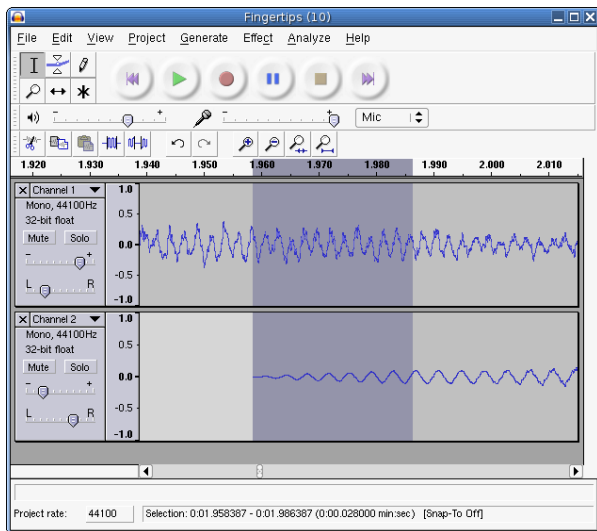 Fingertips (10)
File Edit View Project Generate Effect Analyze Help
- + - + Mic
1.920 1.930 1.940 1.950 1.960 1.970 1.980 1.990 2.000 2.010
Channel 1
Mono, 44100Hz
32-bit float
Mute Solo
- +
L R
1.0
0.5
0.0
-0.5
-1.0
Channel 2
Mono, 44100Hz
32-bit float
Mute Solo
- +
L R
1.0
0.5
0.0
-0.5
-1.0
Project rate: 44100 Selection: 0:01.958387 - 0:01.986387 (0:00.028000 min:sec) [Snap-To Off]